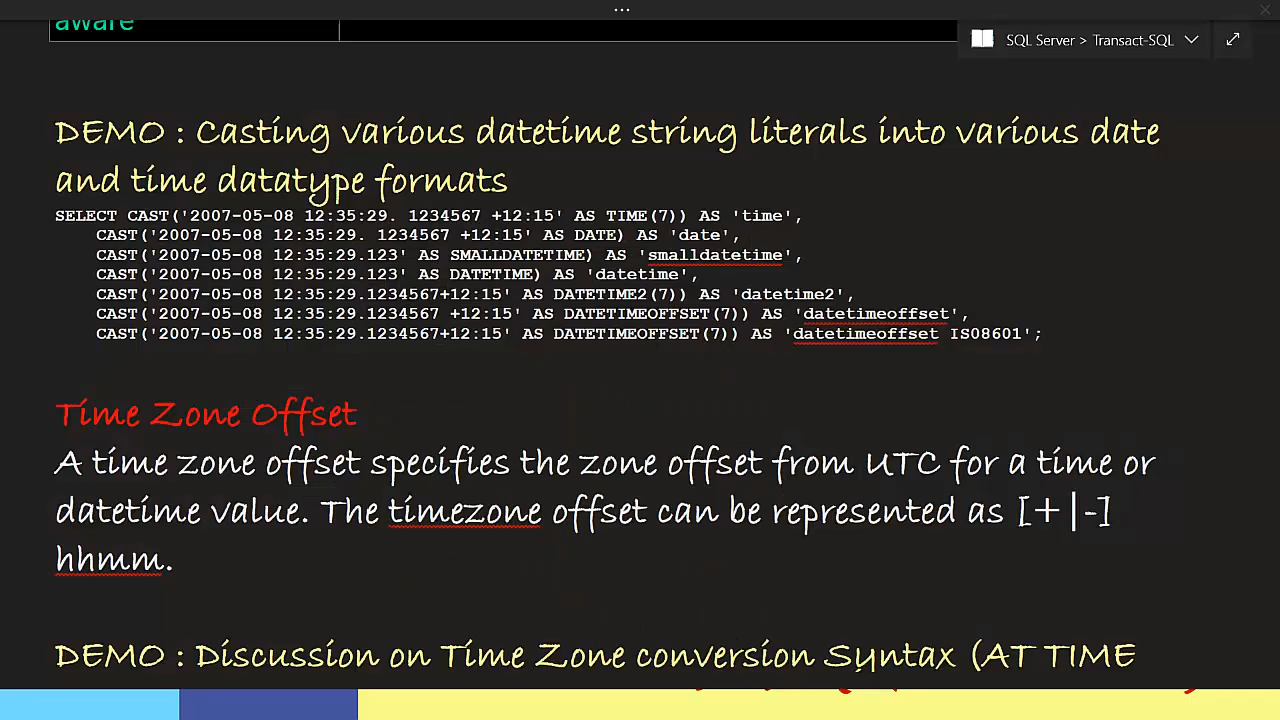 ...
aware
SQL Server > Transact-SQL
DEMO : Casting various datetime string literals into various date
and time datatype formats
SELECT CAST('2007-05-08 12:35:29. 1234567 +12:15' AS TIME(7)) AS 'time',
CAST('2007-05-08 12:35:29. 1234567 +12:15' AS DATE) AS 'date',
CAST('2007-05-08 12:35:29.123' AS SMALLDATETIME) AS 'smalldatetime',
CAST('2007-05-08 12:35:29.123' AS DATETIME) AS 'datetime',
CAST('2007-05-08 12:35:29.1234567+12:15' AS DATETIME2(7)) AS 'datetime2',
CAST('2007-05-08 12:35:29.1234567 +12:15' AS DATETIMEOFFSET(7)) AS 'datetimeoffset',
CAST('2007-05-08 12:35:29.1234567+12:15' AS DATETIMEOFFSET(7)) AS 'datetimeoffset IS08601';
Time Zone Offset
A time zone offset specifies the zone offset from UTC for a time or
datetime value. The timezone offset can be represented as [+|-]
hhmm.
DEMO : Discussion on Time Zone conversion Syntax (AT TIME